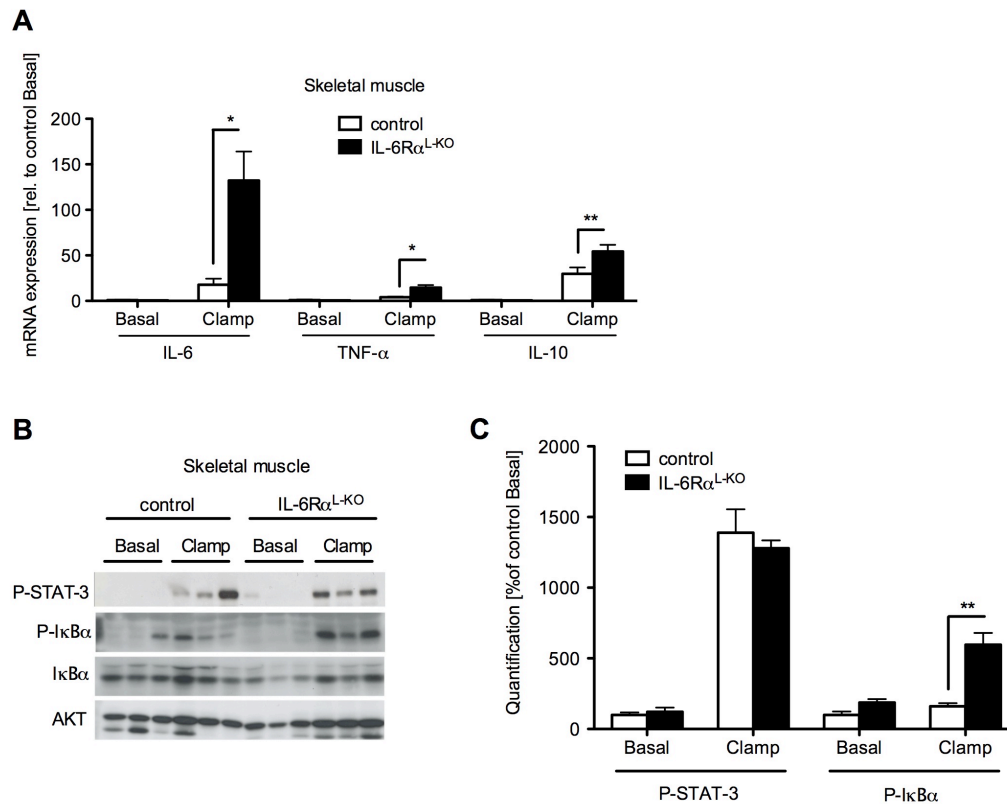 A
Skeletal muscle
control
IL-6Rαᴸ⁻ᴷᴼ
mRNA expression [rel. to control Basal]
200
150
100
50
0
*
*
**
Basal Clamp Basal Clamp Basal Clamp
IL-6 TNF-α IL-10
B
Skeletal muscle
control IL-6Rαᴸ⁻ᴷᴼ
Basal Clamp Basal Clamp
P-STAT-3
P-IκBα
IκBα
AKT
C
control
IL-6Rαᴸ⁻ᴷᴼ
Quantification [%of control Basal]
2000
1500
1000
500
0
**
Basal Clamp Basal Clamp
P-STAT-3 P-IκBα